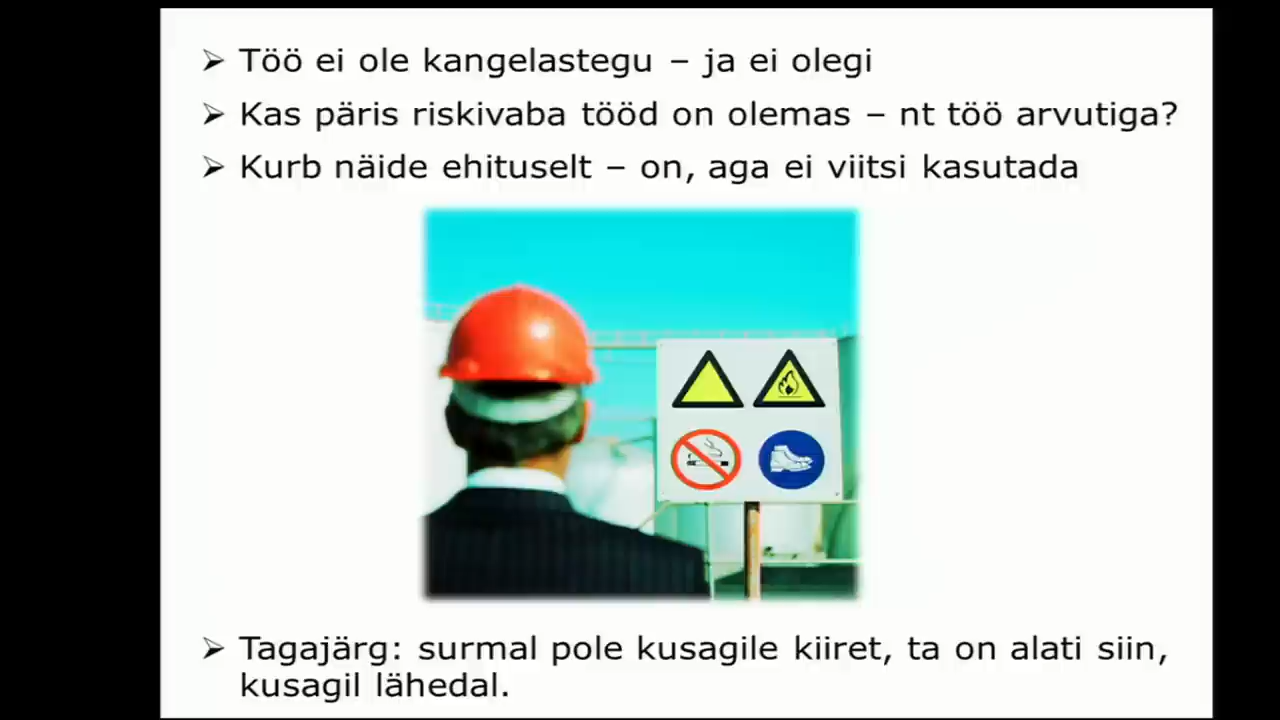 Töö ei ole kangelastegu – ja ei olegi
Kas päris riskivaba tööd on olemas – nt töö arvutiga?
Kurb näide ehituselt – on, aga ei viitsi kasutada
Tagajärg: surmal pole kusagile kiiret, ta on alati siin,
kusagil lähedal.